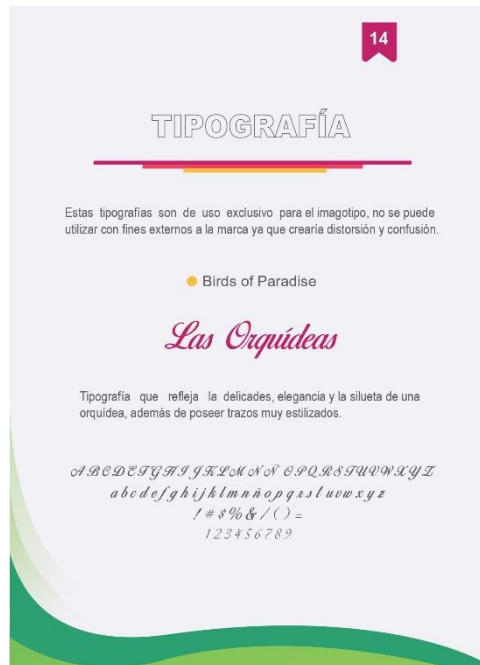 14
TIPOGRAFÍA
Estas tipografías son de uso exclusivo para el imagotipo, no se puede
utilizar con fines externos a la marca ya que crearía distorsión y confusión.
Birds of Paradise
Las Orquídeas
Tipografía que refleja la delicades, elegancia y la silueta de una
orquídea, además de poseer trazos muy estilizados.
A B C D E F G H I J K L M N Ñ O P Q R S T U V W X Y Z
a b c d e f g h i j k l m n ñ o p q r s t u v w x y z
! # $ % & / ( ) =
1 2 3 4 5 6 7 8 9